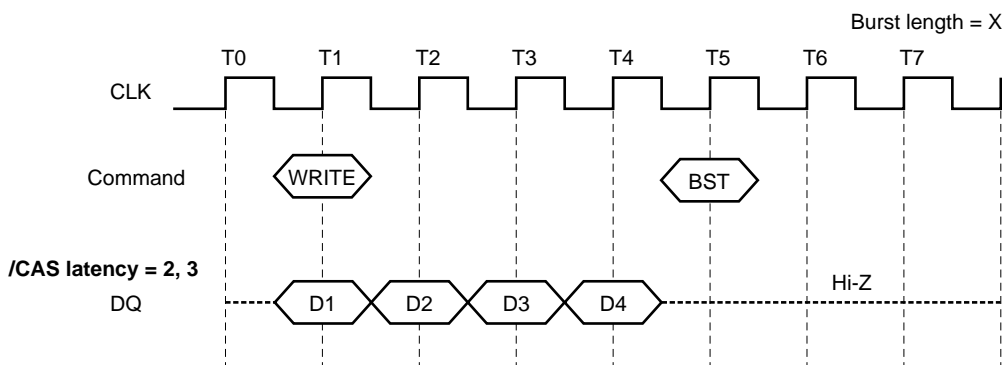 Burst length = X
T0 T1 T2 T3 T4 T5 T6 T7
CLK
Command WRITE BST
/CAS latency = 2, 3
Hi-Z
DQ D1 D2 D3 D4